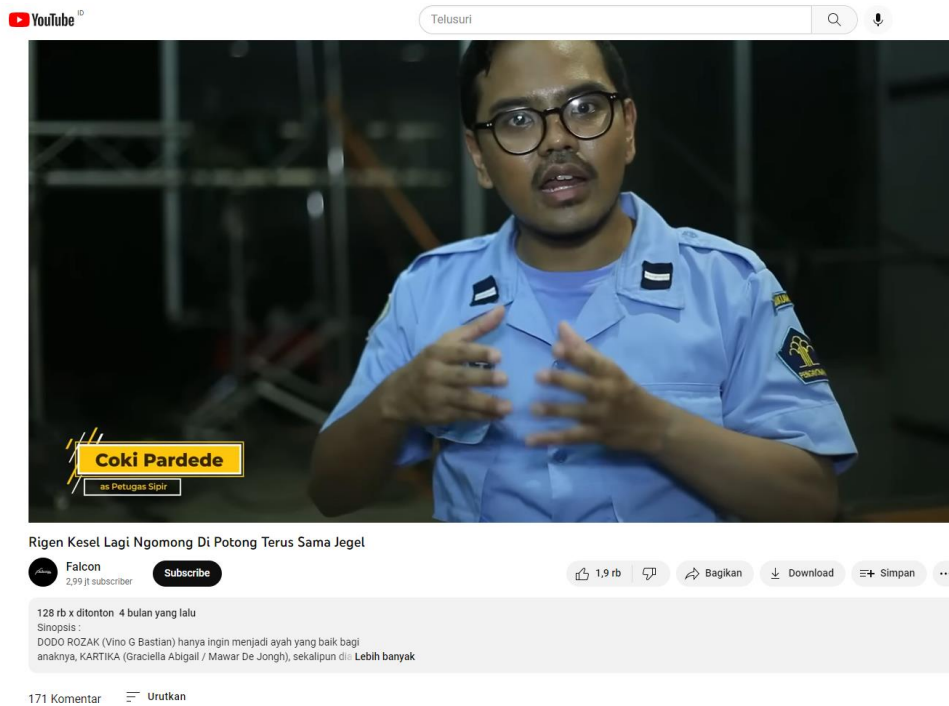 YouTube ID
Telusuri
Coki Pardede
as Petugas Sipir
Rigen Kesel Lagi Ngomong Di Potong Terus Sama Jegel
Falcon
2,99 jt subscriber
Subscribe
1,9 rb
Bagikan
Download
Simpan
128 rb x ditonton 4 bulan yang lalu
Sinopsis :
DODO ROZAK (Vino G Bastian) hanya ingin menjadi ayah yang baik bagi
anaknya, KARTIKA (Graciella Abigail / Mawar De Jongh), sekalipun dia Lebih banyak
171 Komentar
Urutkan